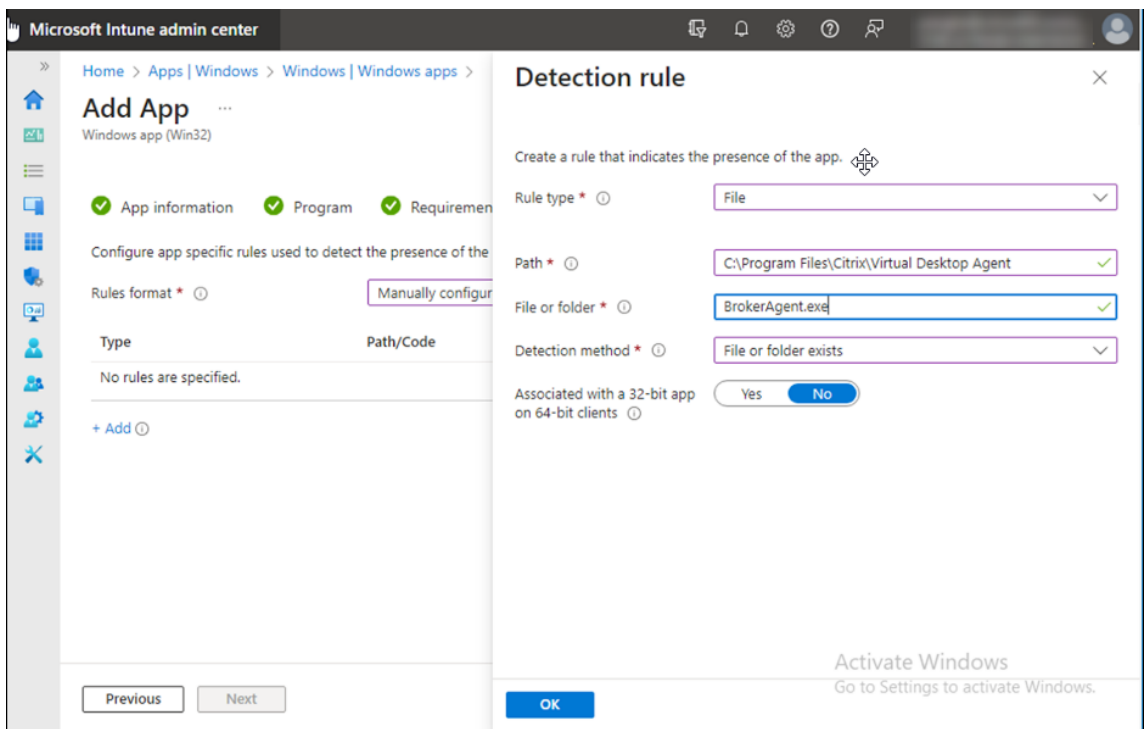 Microsoft Intune admin center
Home > Apps | Windows > Windows | Windows apps >
Add App ...
Windows app (Win32)
App information
Program
Requiremen
Configure app specific rules used to detect the presence of the
Rules format *
Manually configur
Type
Path/Code
No rules are specified.
+ Add
Previous
Next
Detection rule
Create a rule that indicates the presence of the app.
Rule type *
File
Path *
C:\Program Files\Citrix\Virtual Desktop Agent
File or folder *
BrokerAgent.exe
Detection method *
File or folder exists
Associated with a 32-bit app
on 64-bit clients
Yes
No
Activate Windows
Go to Settings to activate Windows.
OK